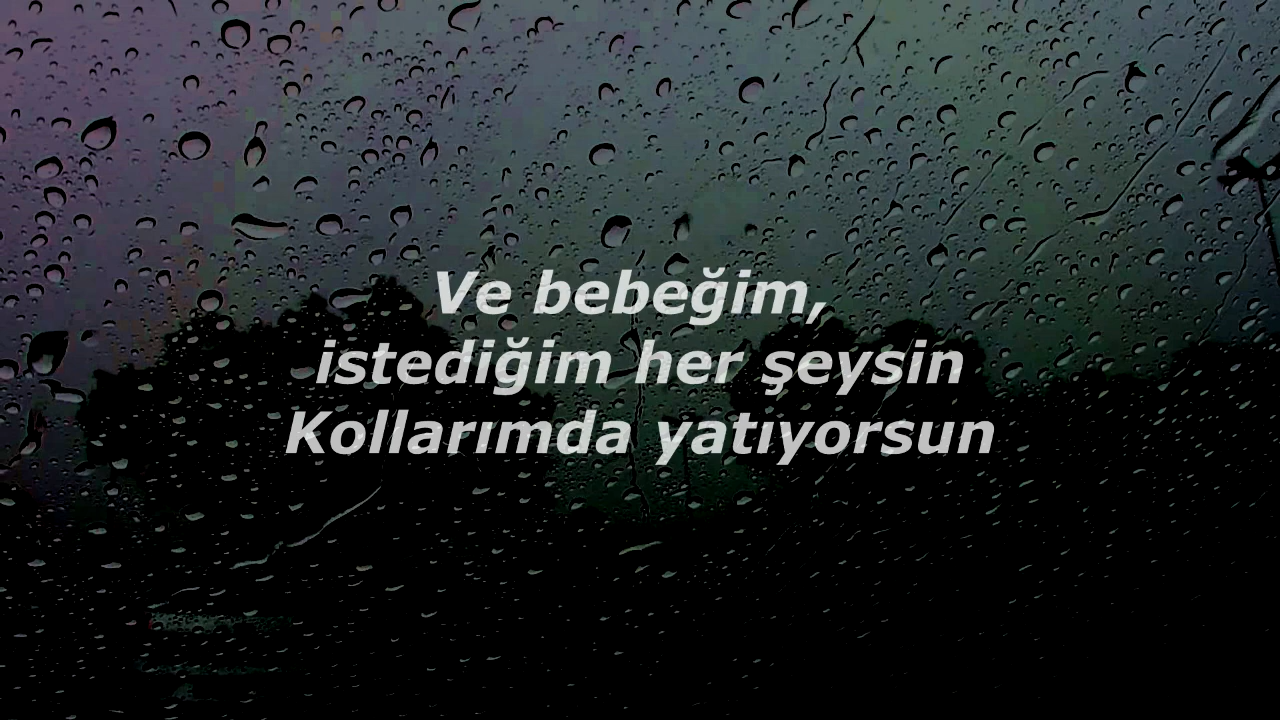 Ve bebeğim,
istediğim her şeysin
Kollarımda yatıyorsun